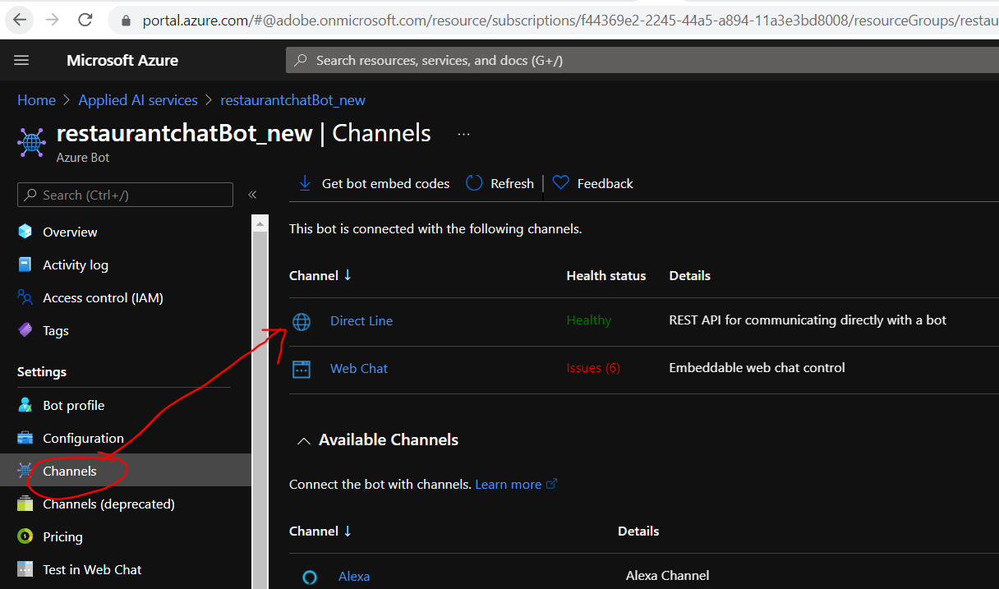 portal.azure.com/#@adobe.onmicrosoft.com/resource/subscriptions/f44369e2-2245-44a5-a894-11a3e3bd8008/resourceGroups/restau
Microsoft Azure
Search resources, services, and docs (G+/)
Home > Applied AI services > restaurantchatBot_new
restaurantchatBot_new | Channels ...
Azure Bot
Search (Ctrl+/)
«
Overview
Activity log
Access control (IAM)
Tags
Settings
Bot profile
Configuration
Channels
Channels (deprecated)
Pricing
Test in Web Chat
Get bot embed codes
Refresh
Feedback
This bot is connected with the following channels.
Channel ↓ Health status Details
Direct Line Healthy REST API for communicating directly with a bot
Web Chat Issues (6) Embeddable web chat control
Available Channels
Connect the bot with channels. Learn more
Channel ↓ Details
Alexa Alexa Channel